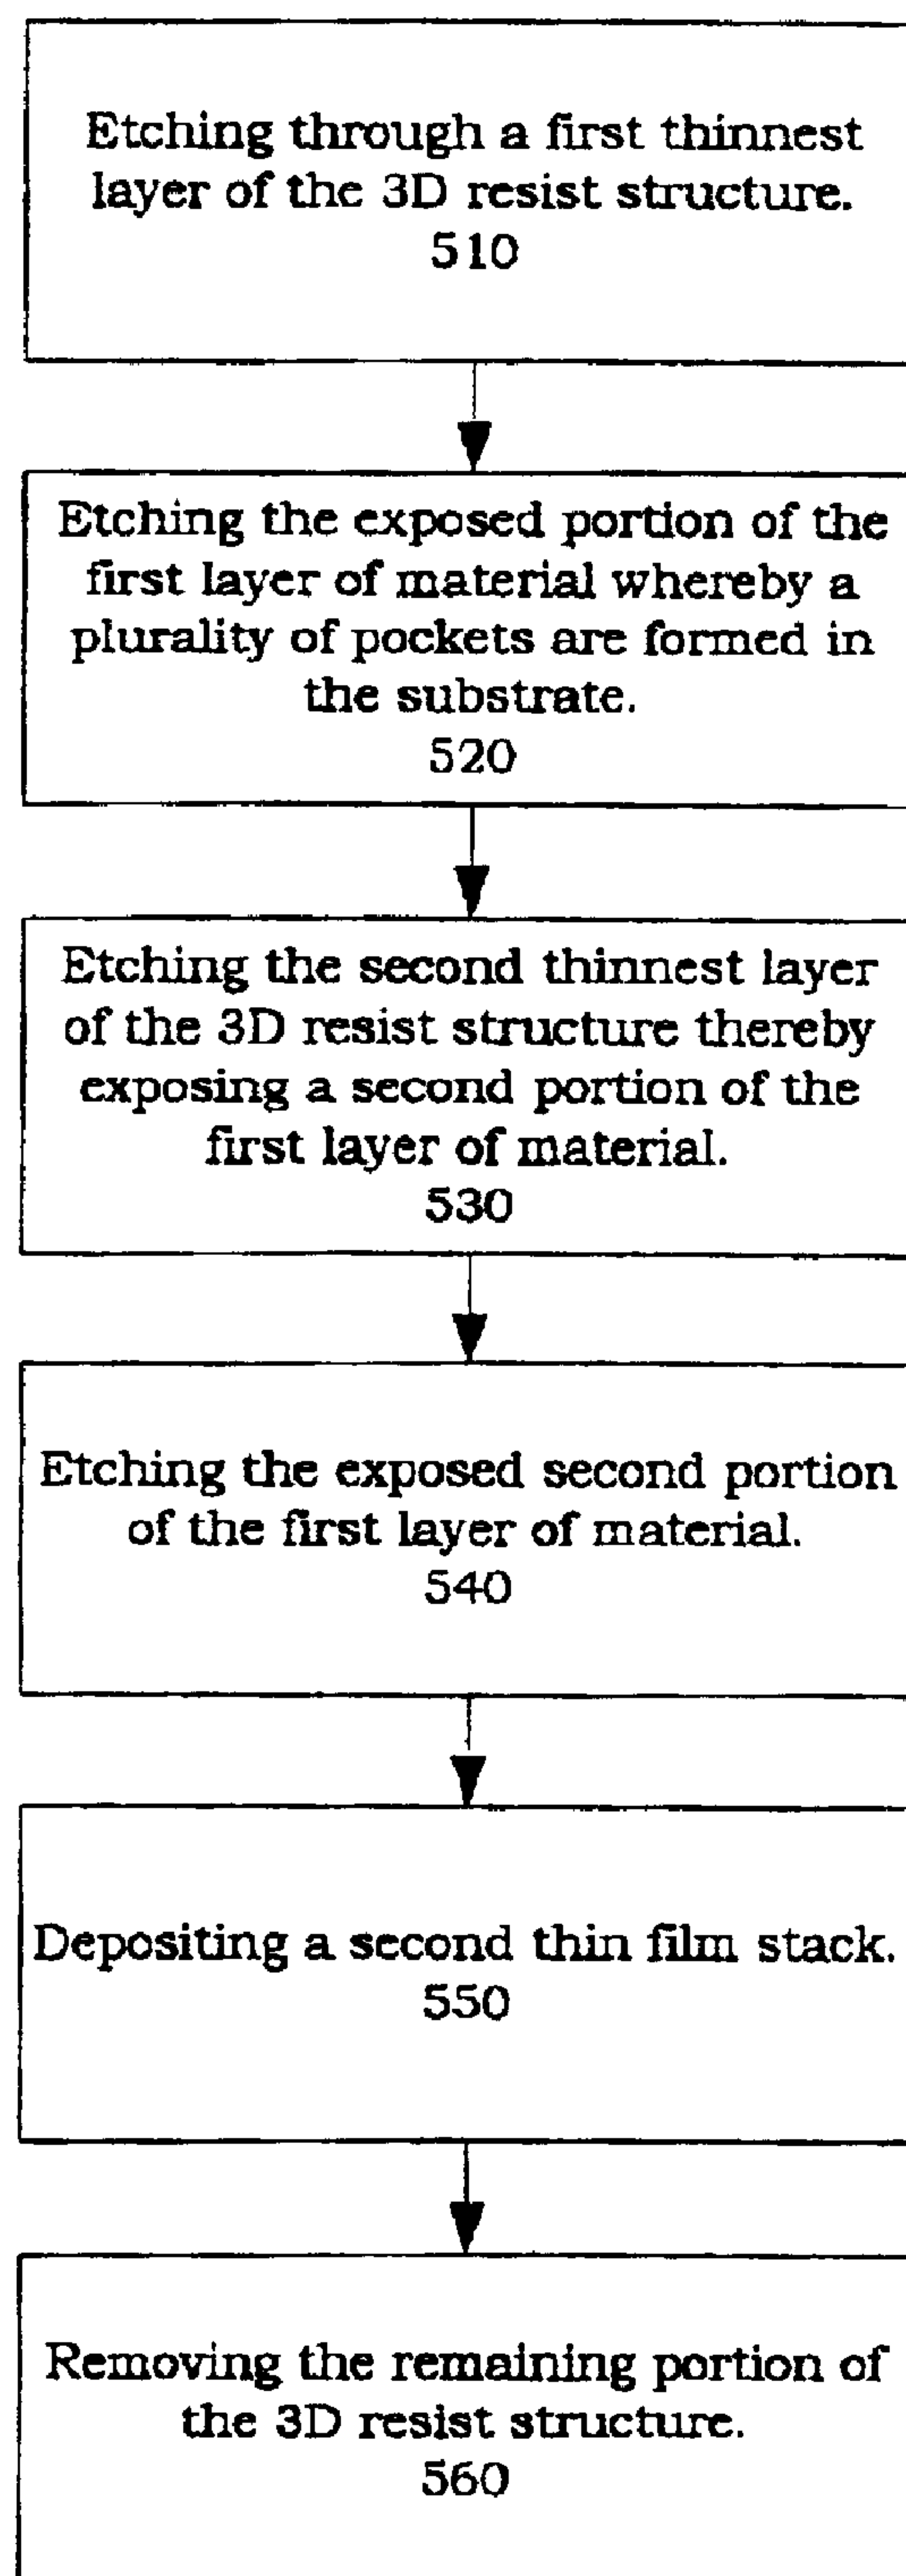 Etching through a first thinnest
layer of the 3D resist structure.
510
Etching the exposed portion of the
first layer of material whereby a
plurality of pockets are formed in
the substrate.
520
Etching the second thinnest layer
of the 3D resist structure thereby
exposing a second portion of the
first layer of material.
530
Etching the exposed second portion
of the first layer of material.
540
Depositing a second thin film stack.
550
Removing the remaining portion of
the 3D resist structure.
560